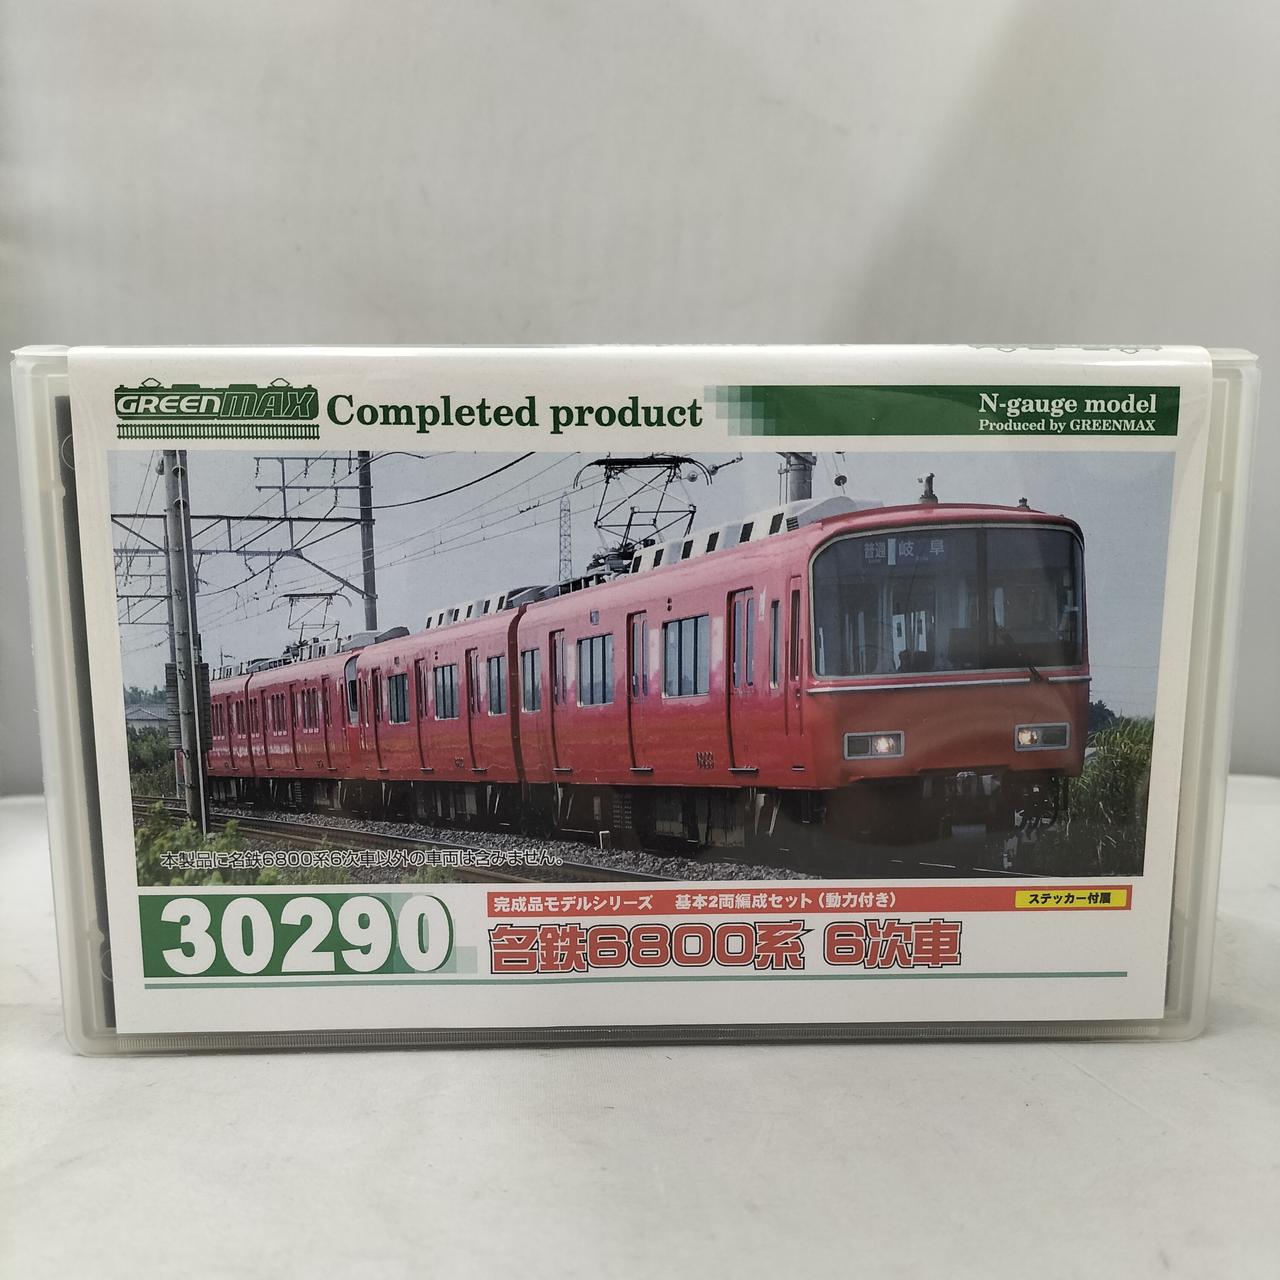 GREENMAX Completed product
N-gauge model
Produced by GREENMAX
普通 岐阜
本製品に名鉄6800系6次車以外の車両は含みません。
30290
完成品モデルシリーズ 基本2両編成セット(動力付き)
ステッカー付属
名鉄6800系 6次車